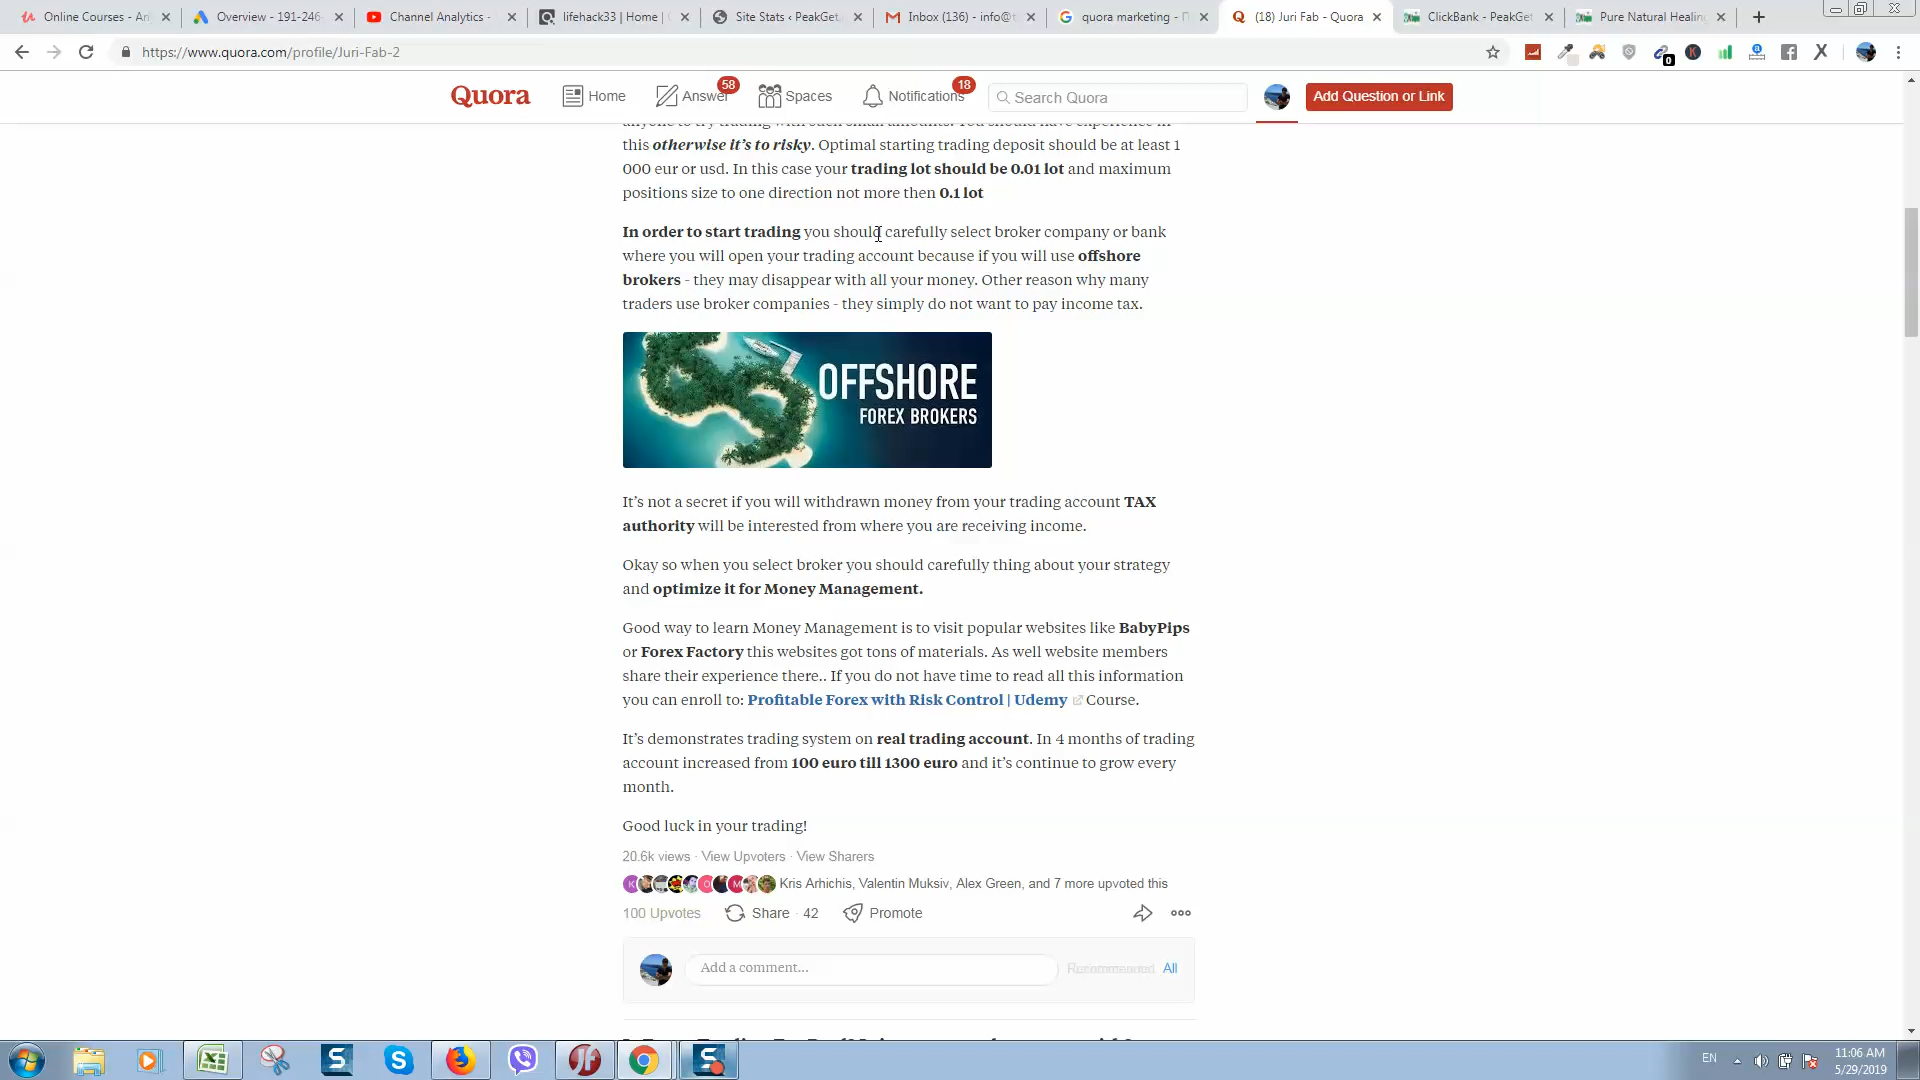 Online Courses - An
Overview - 191-246
Channel Analytics -
lifehack33 | Home |
Site Stats ‹ PeakGet
Inbox (136) - info@t
quora marketing - П
(18) Juri Fab - Quora
ClickBank - PeakGet
Pure Natural Healin
https://www.quora.com/profile/Juri-Fab-2
0
Quora
Home
Answer
58
Spaces
Notifications
18
Search Quora
Add Question or Link
anyone to try trading with such small amounts. You should have experience in
this otherwise it's to risky. Optimal starting trading deposit should be at least 1
000 eur or usd. In this case your trading lot should be 0.01 lot and maximum
positions size to one direction not more then 0.1 lot
In order to start trading you should carefully select broker company or bank
where you will open your trading account because if you will use offshore
brokers - they may disappear with all your money. Other reason why many
traders use broker companies - they simply do not want to pay income tax.
OFFSHORE
FOREX BROKERS
It's not a secret if you will withdrawn money from your trading account TAX
authority will be interested from where you are receiving income.
Okay so when you select broker you should carefully thing about your strategy
and optimize it for Money Management.
Good way to learn Money Management is to visit popular websites like BabyPips
or Forex Factory this websites got tons of materials. As well website members
share their experience there.. If you do not have time to read all this information
you can enroll to: Profitable Forex with Risk Control | Udemy Course.
It's demonstrates trading system on real trading account. In 4 months of trading
account increased from 100 euro till 1300 euro and it's continue to grow every
month.
Good luck in your trading!
20.6k views · View Upvoters · View Sharers
Kris Arhichis, Valentin Muksiv, Alex Green, and 7 more upvoted this
100 Upvotes
Share · 42
Promote
Add a comment...
Recommended
All
EN
11:06 AM
5/29/2019